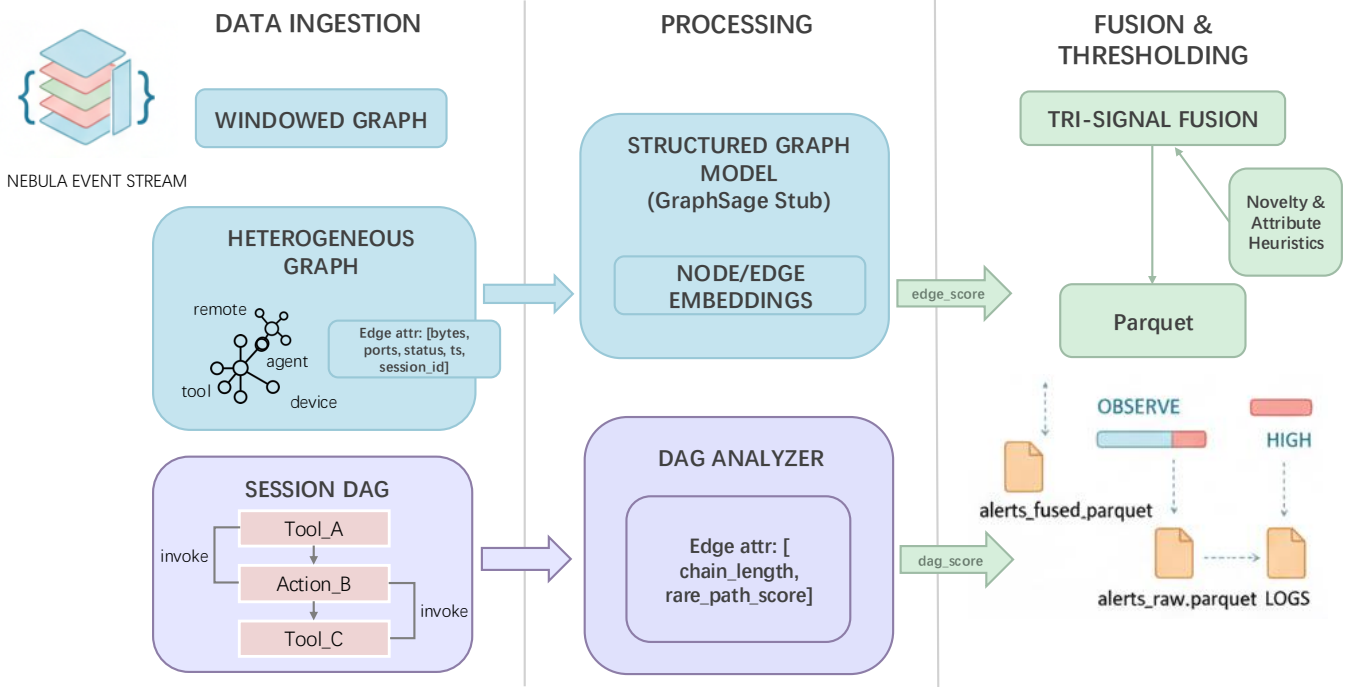 DATA INGESTION
PROCESSING
FUSION &
THRESHOLDING
NEBULA EVENT STREAM
WINDOWED GRAPH
HETEROGENEOUS
GRAPH
remote
agent
tool
device
Edge attr: [bytes,
ports, status, ts,
session_id]
SESSION DAG
Tool_A
invoke
Action_B
invoke
Tool_C
STRUCTURED GRAPH
MODEL
(GraphSage Stub)
NODE/EDGE
EMBEDDINGS
DAG ANALYZER
Edge attr: [
chain_length,
rare_path_score]
edge_score
dag_score
TRI-SIGNAL FUSION
Novelty &
Attribute
Heuristics
Parquet
OBSERVE
HIGH
alerts_fused_parquet
alerts_raw.parquet
LOGS